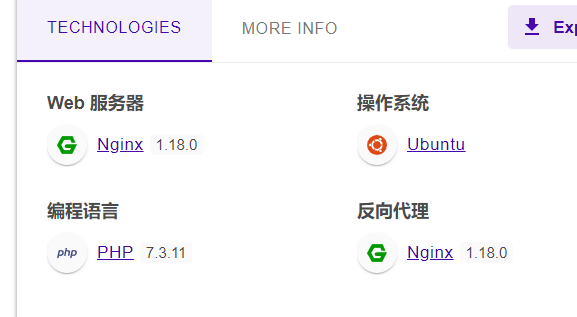 TECHNOLOGIES
MORE INFO
Web 服务器
Nginx 1.18.0
操作系统
Ubuntu
编程语言
php PHP 7.3.11
反向代理
Nginx 1.18.0